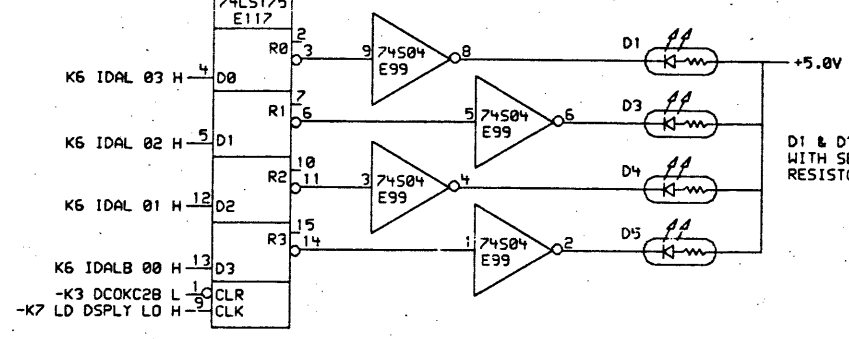 74LS175
E117
R0
2
3
9
74S04
E99
8
D1
+5.0V
K6 IDAL 03 H
4
D0
R1
7
6
5
74S04
E99
6
D3
K6 IDAL 02 H
5
D1
D1 & D
WITH SE
RESISTO
R2
10
11
3
74S04
E99
4
D4
K6 IDAL 01 H
12
D2
R3
15
14
1
74S04
E99
2
D5
K6 IDALB 00 H
13
D3
-K3 DCOKC2B L
1
CLR
-K7 LD DSPLY LO H
9
CLK